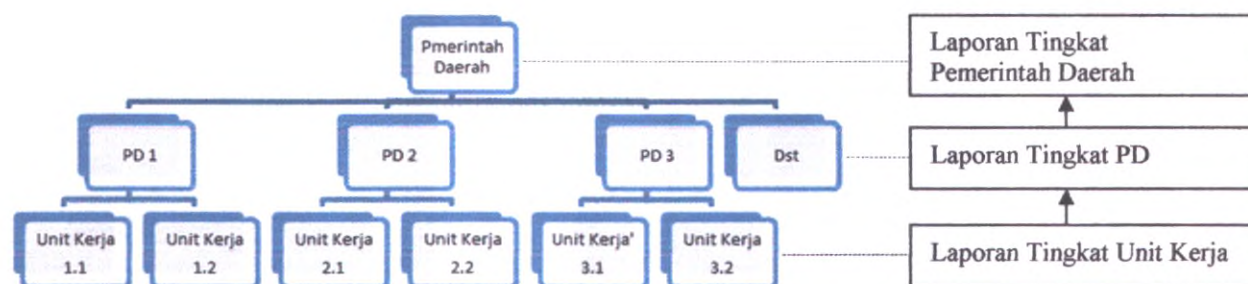 Pmerintah
Daerah
Laporan Tingkat
Pemerintah Daerah
PD 1
PD 2
PD 3
Dst
Laporan Tingkat PD
Unit Kerja
1.1
Unit Kerja
1.2
Unit Kerja
2.1
Unit Kerja
2.2
Unit Kerja'
3.1
Unit Kerja
3.2
Laporan Tingkat Unit Kerja